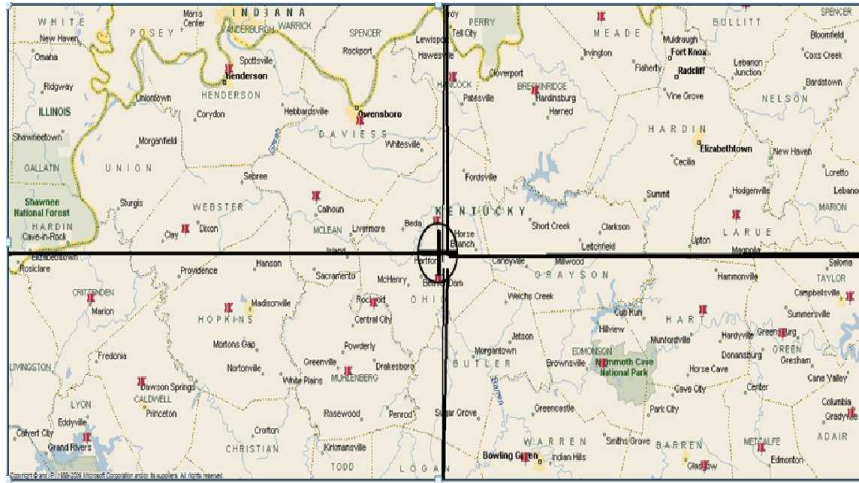 WHITE
Marrs Center
INDIANA
POSEY
VANDERBURGH
WARRICK
SPENCER
New Haven
Omaha
Ridgway
ILLINOIS
Shawneetown
GALLATIN
Shawnee National Forest
HARDIN
Cave-in-Rock
Elizabethtown
Rosiclare
Spottsville
Henderson
HENDERSON
Uniontown
Corydon
Morganfield
UNION
Sturgis
Hebbardsville
Rockport
Lewisport
Hawesville
Owensboro
DAVIESS
Whitesville
Green
Sebree
WEBSTER
Clay
Dixon
Calhoun
MCLEAN
Livermore
Island
Beda
KENTUCKY
Hartford
Horse Branch
PERRY
Tell City
HANCOCK
Cloverport
Patesville
BRECKINRIDGE
Hardinsburg
Harned
Fordsville
Short Creek
Clarkson
Leitchfield
MEADE
Irvington
Flaherty
Muldraugh
Fort Knox
Radcliff
Vine Grove
BULLITT
Lebanon Junction
SPENCER
Bloomfield
Coxs Creek
Bardstown
NELSON
HARDIN
Elizabethtown
Cecilia
New Haven
Loretto
Lebanon
MARION
Summit
Hodgenville
LARUE
Upton
Magnolia
Providence
Hanson
Sacramento
McHenry
Beaver Dam
OHIO
CRITTENDEN
Marion
HOPKINS
Madisonville
Rockport
Central City
Mortons Gap
Nortonville
Powderly
Greenville
Drakesboro
MUHLENBERG
White Plains
LIVINGSTON
Fredonia
Dawson Springs
CALDWELL
Princeton
LYON
Eddyville
Calvert City
Grand Rivers
Crofton
CHRISTIAN
Rosewood
Penrod
Kirkmansville
TODD
LOGAN
Caneyville
Millwood
GRAYSON
Welchs Creek
Cub Run
Hillview
Jetson
Morgantown
BUTLER
Sugar Grove
Barren
EDMONSON
Brownsville
Mammoth Cave National Park
Greencastle
WARREN
Bowling Green
Indian Hills
Smiths Grove
Park City
Cave City
BARREN
Glasgow
Hammonville
HART
Munfordville
Hardyville
Horse Cave
Saloma
TAYLOR
Campbellsville
Summersville
Greensburg
GREEN
Donansburg
Gresham
Center
Cane Valley
Columbia
Gradyville
ADAIR
METCALFE
Edmonton